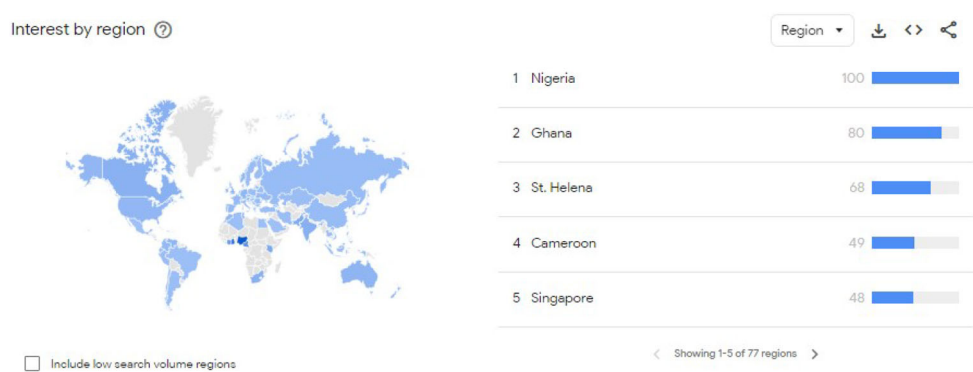 Interest by region
Region
1 Nigeria 100
2 Ghana 80
3 St. Helena 68
4 Cameroon 49
5 Singapore 48
Include low search volume regions
Showing 1-5 of 77 regions